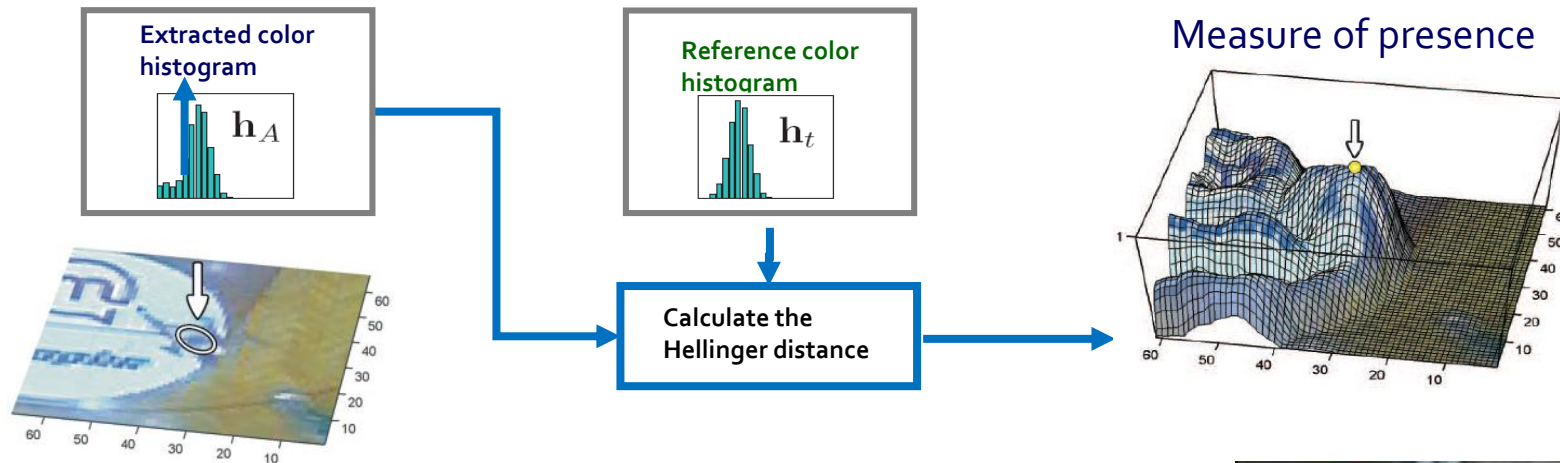 Extracted color
histogram
h_A
Reference color
histogram
h_t
Measure of presence
Calculate the
Hellinger distance
60
50
40
30
20
10
60 50 40 30 20 10
1
50
40
30
20
10
60 50 40 30 20 10